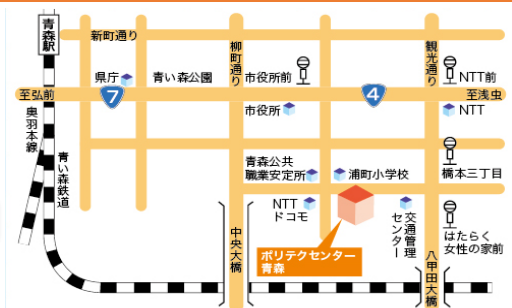 青森駅
新町通り
柳町通り
観光通り
県庁
青い森公園
市役所前
NTT前
至弘前
7
4
至浅虫
奥羽本線
市役所
NTT
青い森鉄道
青森公共
職業安定所
浦町小学校
橋本三丁目
NTT
ドコモ
交通管理
センター
はたらく
女性の家前
中央大橋
ポリテクセンター
青森
八甲田大橋